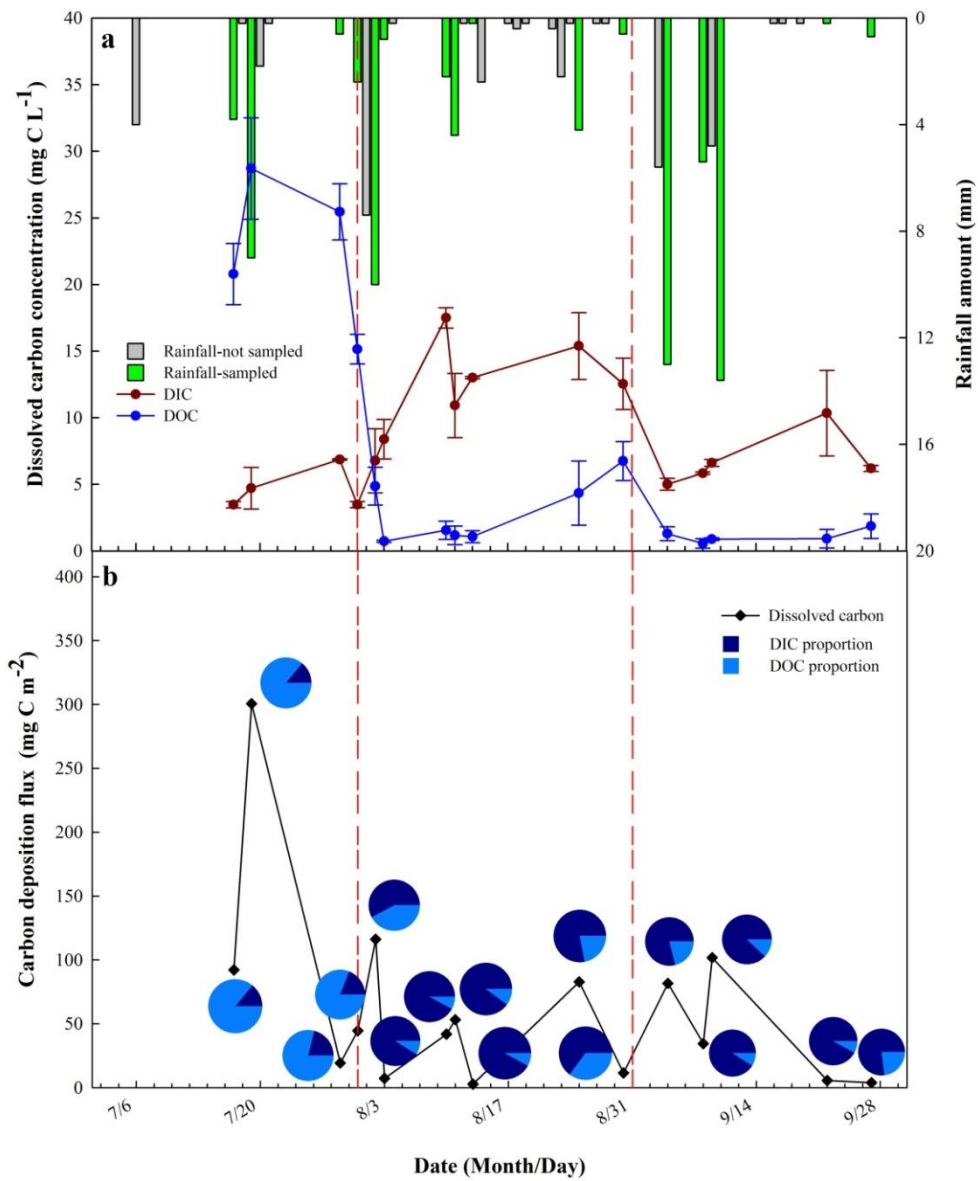 a
Dissolved carbon concentration (mg C L-1)
40
35
30
25
20
15
10
5
0
Rainfall-not sampled
Rainfall-sampled
DIC
DOC
0
4
8
12
16
20
Rainfall amount (mm)
b
Carbon deposition flux (mg C m-2)
400
350
300
250
200
150
100
50
0
Dissolved carbon
DIC proportion
DOC proportion
7/6
7/20
8/3
8/17
8/31
9/14
9/28
Date (Month/Day)